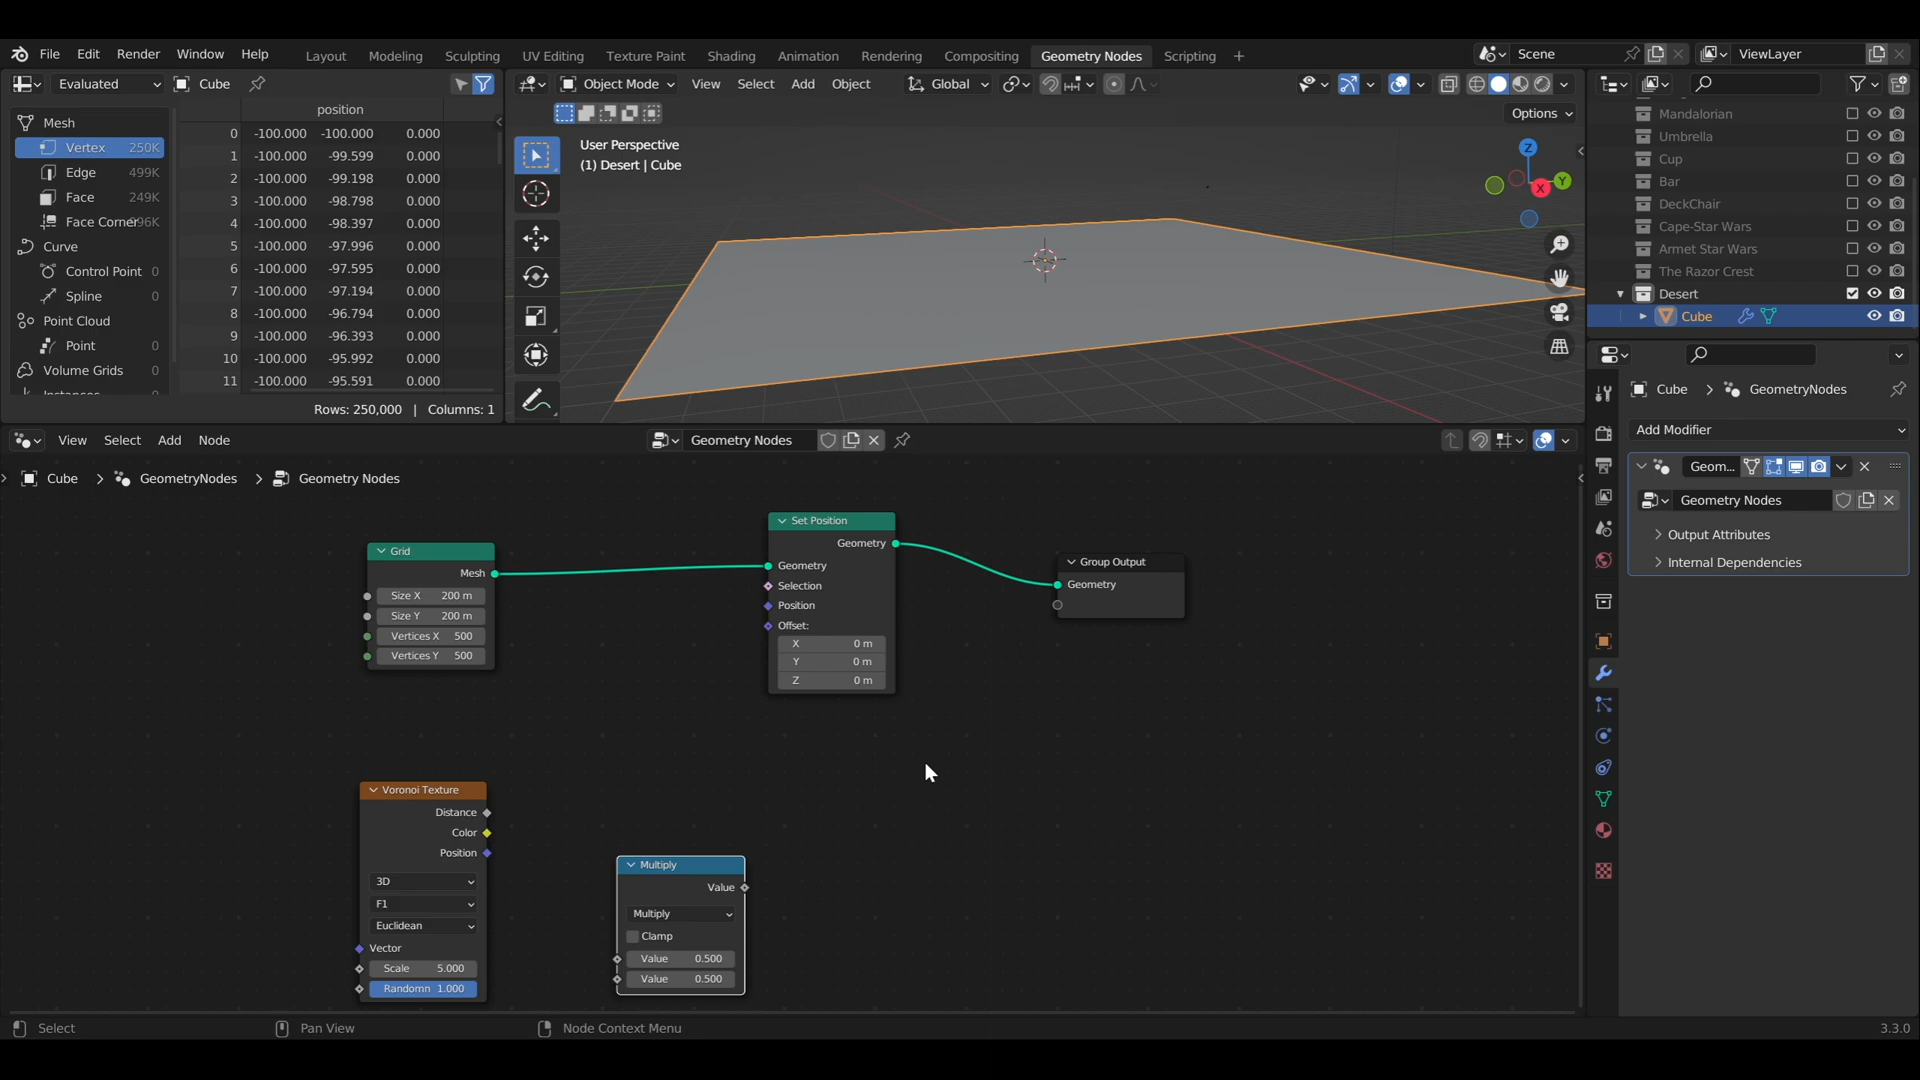 File Edit Render Window Help Layout Modeling Sculpting UV Editing Texture Paint Shading Animation Rendering Compositing Geometry Nodes Scripting + Scene ViewLayer
Evaluated Cube
position
Mesh
Vertex 250K
Edge 499K
Face 249K
Face Corner 996K
Curve
Control Point 0
Spline 0
Point Cloud
Point 0
Volume Grids 0
0 -100.000 -100.000 0.000
1 -100.000 -99.599 0.000
2 -100.000 -99.198 0.000
3 -100.000 -98.798 0.000
4 -100.000 -98.397 0.000
5 -100.000 -97.996 0.000
6 -100.000 -97.595 0.000
7 -100.000 -97.194 0.000
8 -100.000 -96.794 0.000
9 -100.000 -96.393 0.000
10 -100.000 -95.992 0.000
11 -100.000 -95.591 0.000
Rows: 250,000 | Columns: 1
Object Mode View Select Add Object Global
Options
User Perspective
(1) Desert | Cube
Z
Y
X
Mandalorian
Umbrella
Cup
Bar
DeckChair
Cape-Star Wars
Armet Star Wars
The Razor Crest
Desert
Cube
Cube > GeometryNodes
Add Modifier
Geom...
Geometry Nodes
> Output Attributes
> Internal Dependencies
View Select Add Node Geometry Nodes
Cube > GeometryNodes > Geometry Nodes
Grid
Mesh
Size X 200 m
Size Y 200 m
Vertices X 500
Vertices Y 500
Set Position
Geometry
Geometry
Selection
Position
Offset:
X 0 m
Y 0 m
Z 0 m
Group Output
Geometry
Voronoi Texture
Distance
Color
Position
3D
F1
Euclidean
Vector
Scale 5.000
Randomn 1.000
Multiply
Value
Multiply
Clamp
Value 0.500
Value 0.500
Select Pan View Node Context Menu 3.3.0